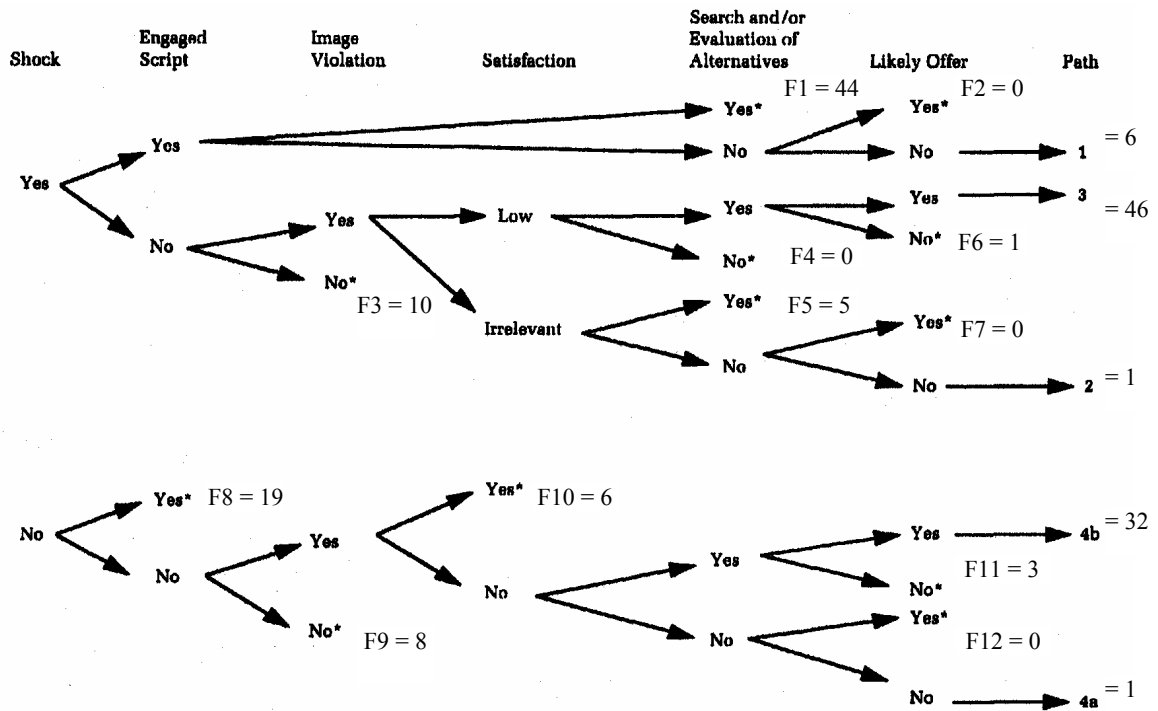 Shock
Engaged
Script
Image
Violation
Satisfaction
Search and/or
Evaluation of
Alternatives
Likely Offer
Path
F1 = 44
F2 = 0
Yes*
Yes*
Yes
No
No
1
= 6
Yes
Yes
Low
Yes
Yes
3
= 46
No
No*
No*
No*
F3 = 10
F4 = 0
F6 = 1
Yes*
F5 = 5
Irrelevant
Yes*
F7 = 0
No
No
2
= 1
Yes*
F8 = 19
Yes*
F10 = 6
No
Yes
Yes
Yes
4b
= 32
No
No
No*
F11 = 3
No*
F9 = 8
No
Yes*
F12 = 0
No
4a
= 1